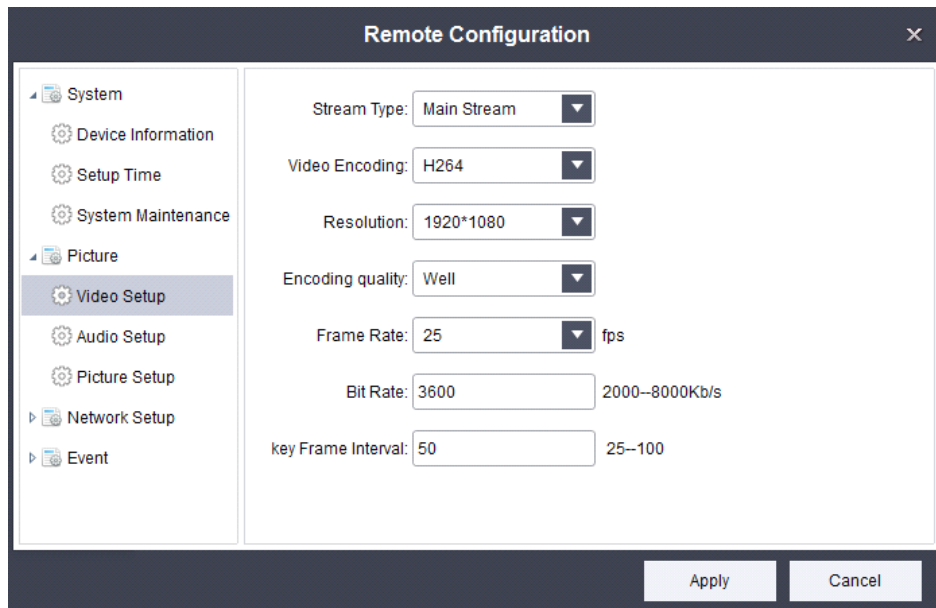 Remote Configuration
System
Device Information
Setup Time
System Maintenance
Picture
Video Setup
Audio Setup
Picture Setup
Network Setup
Event
Stream Type: Main Stream
Video Encoding: H264
Resolution: 1920*1080
Encoding quality: Well
Frame Rate: 25 fps
Bit Rate: 3600 2000--8000Kb/s
key Frame Interval: 50 25--100
Apply Cancel